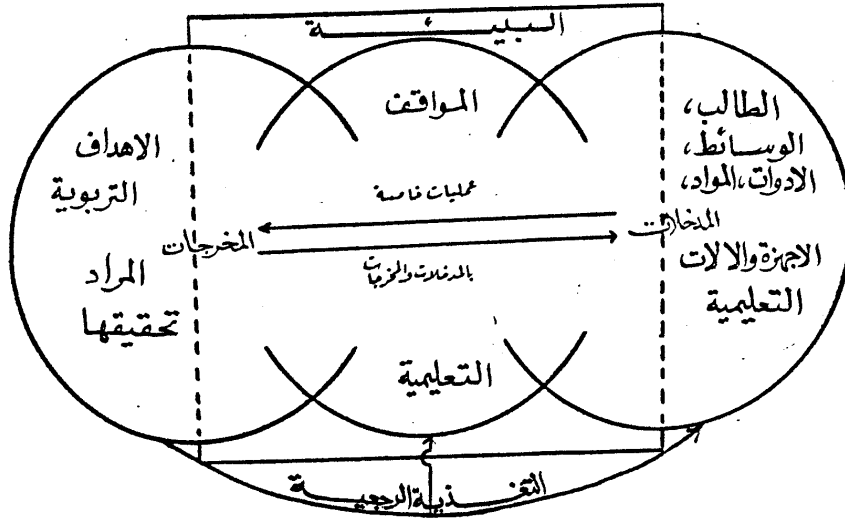 البيئة
الطالب،
الوسائط،
الادوات، المواد،
المدخلات
الاجهزة والالات
التعليمية
المواقف
عمليات خاصة
بالمدخلات والمخرجات
التعليمية
الاهداف
التربوية
المخرجات
المراد
تحقيقها
التغذية الرجعية